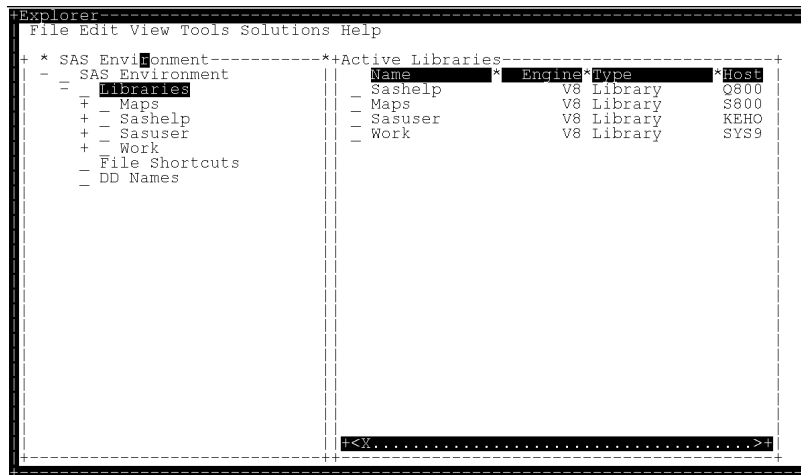 +Explorer
File Edit View Tools Solutions Help
+ * SAS Environment-----------*+Active Libraries---------------------------+
- _ SAS Environment || Name * Engine*Type *Host
- _ Libraries || _ Sashelp V8 Library Q800
+ _ Maps || _ Maps V8 Library S800
+ _ Sashelp || _ Sasuser V8 Library KEHO
+ _ Sasuser || _ Work V8 Library SYS9
+ _ Work
_ File Shortcuts
_ DD Names
+<X......................................>+